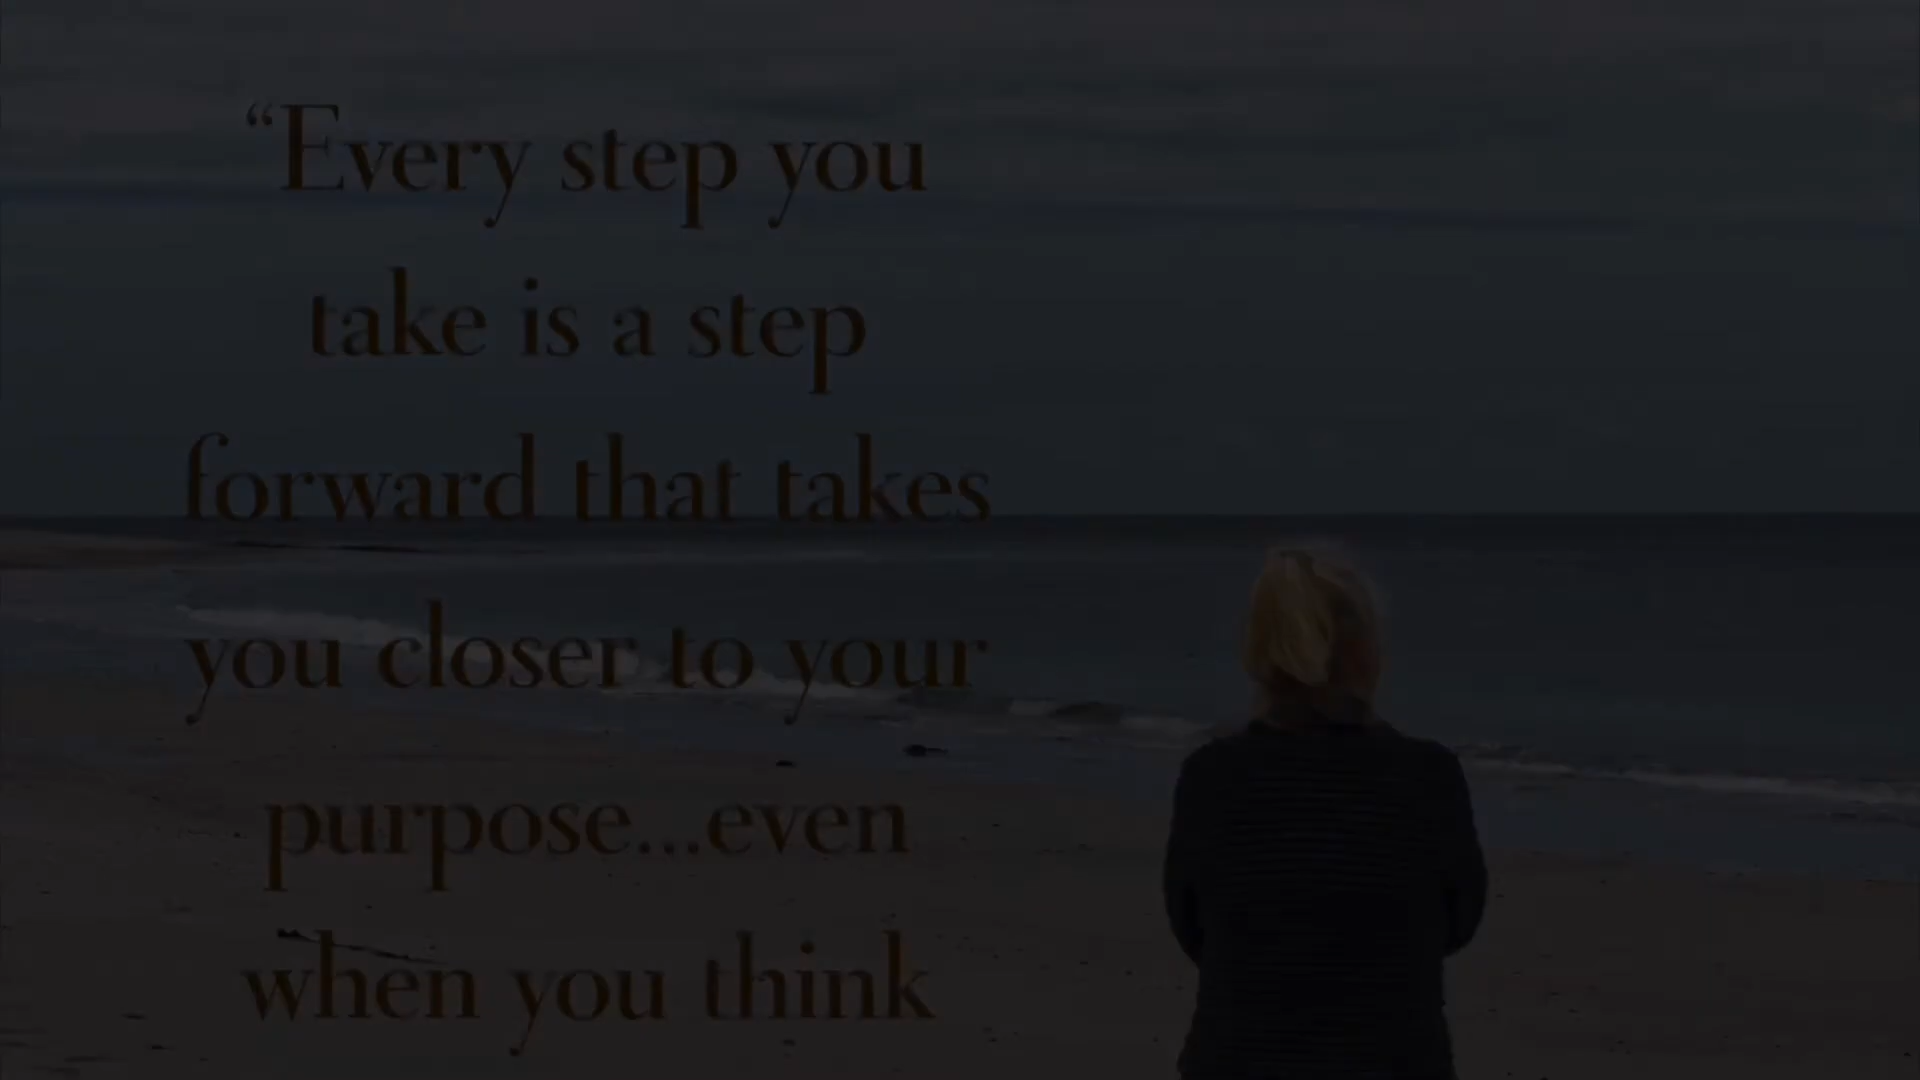 “Every step you
take is a step
forward that takes
you closer to your
purpose...even
when you think